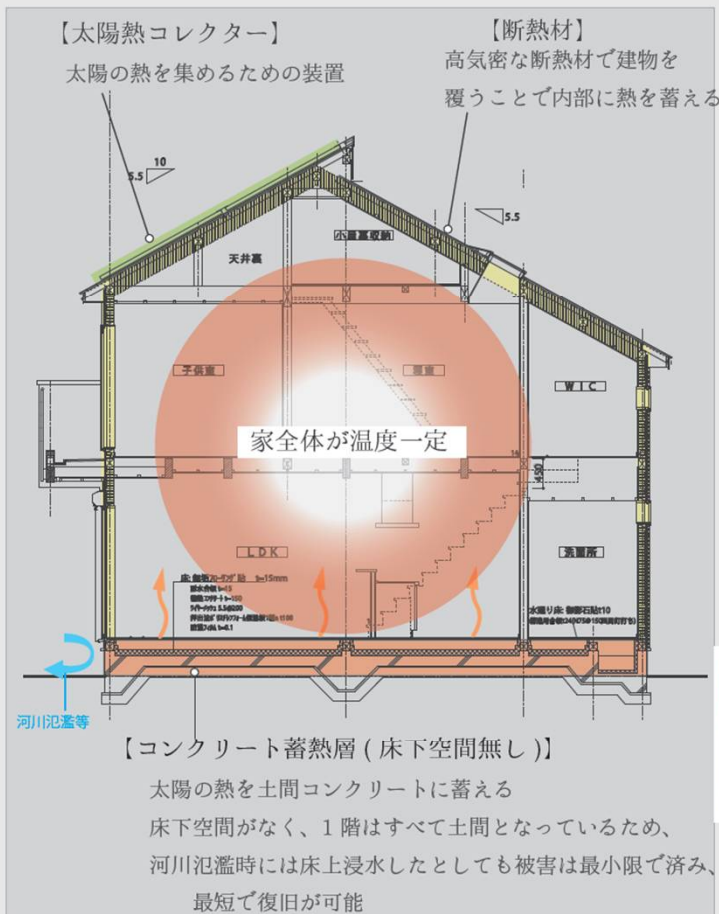 【太陽熱コレクター】
太陽の熱を集めるための装置
【断熱材】
高気密な断熱材で建物を
覆うことで内部に熱を蓄える
10
5.5
5.5
小屋裏収納
天井裏
子供室
寝室
WIC
家全体が温度一定
450
LDK
洗面所
河川氾濫等
【コンクリート蓄熱層(床下空間無し)】
太陽の熱を土間コンクリートに蓄える
床下空間がなく、1階はすべて土間となっているため、
河川氾濫時には床上浸水したとしても被害は最小限で済み、
最短で復旧が可能